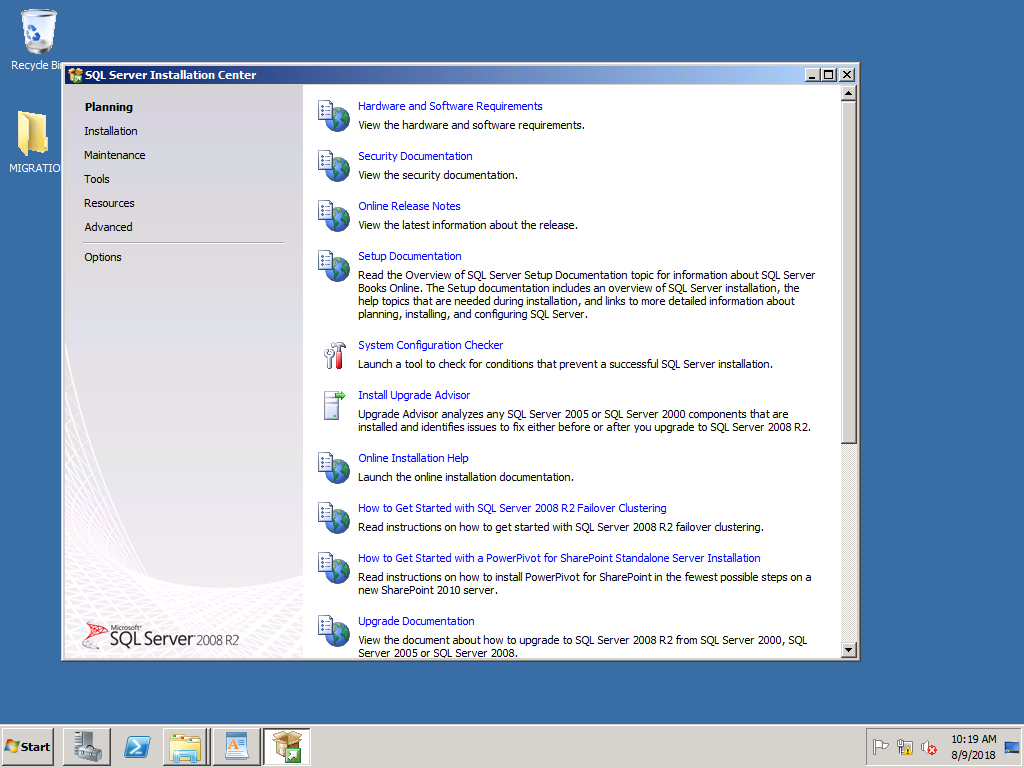 Recycle Bi
MIGRATIO
SQL Server Installation Center
Planning
Installation
Maintenance
Tools
Resources
Advanced
Options
Microsoft®
SQL Server 2008 R2
Hardware and Software Requirements
View the hardware and software requirements.
Security Documentation
View the security documentation.
Online Release Notes
View the latest information about the release.
Setup Documentation
Read the Overview of SQL Server Setup Documentation topic for information about SQL Server
Books Online. The Setup documentation includes an overview of SQL Server installation, the
help topics that are needed during installation, and links to more detailed information about
planning, installing, and configuring SQL Server.
System Configuration Checker
Launch a tool to check for conditions that prevent a successful SQL Server installation.
Install Upgrade Advisor
Upgrade Advisor analyzes any SQL Server 2005 or SQL Server 2000 components that are
installed and identifies issues to fix either before or after you upgrade to SQL Server 2008 R2.
Online Installation Help
Launch the online installation documentation.
How to Get Started with SQL Server 2008 R2 Failover Clustering
Read instructions on how to get started with SQL Server 2008 R2 failover clustering.
How to Get Started with a PowerPivot for SharePoint Standalone Server Installation
Read instructions on how to install PowerPivot for SharePoint in the fewest possible steps on a
new SharePoint 2010 server.
Upgrade Documentation
View the document about how to upgrade to SQL Server 2008 R2 from SQL Server 2000, SQL
Server 2005 or SQL Server 2008.
Start
10:19 AM
8/9/2018